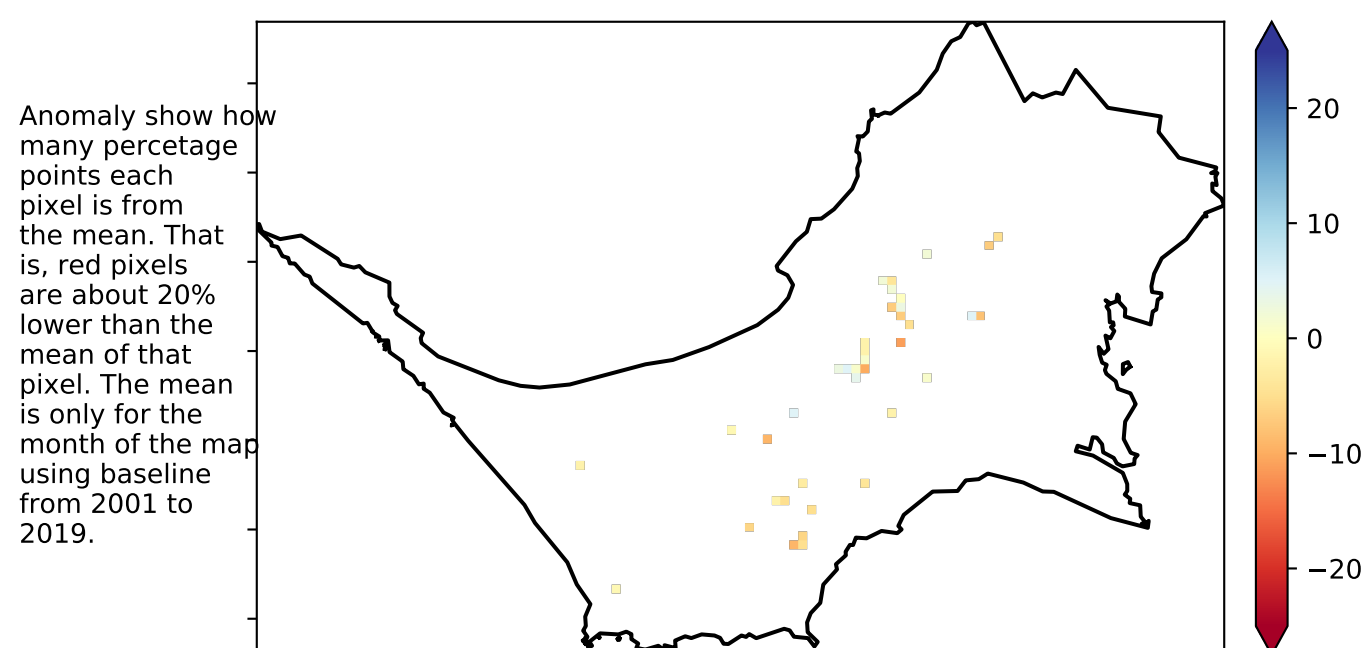 Anomaly show how
many percetage
points each
pixel is from
the mean. That
is, red pixels
are about 20%
lower than the
mean of that
pixel. The mean
is only for the
month of the map
using baseline
from 2001 to
2019.
20
10
0
−10
−20